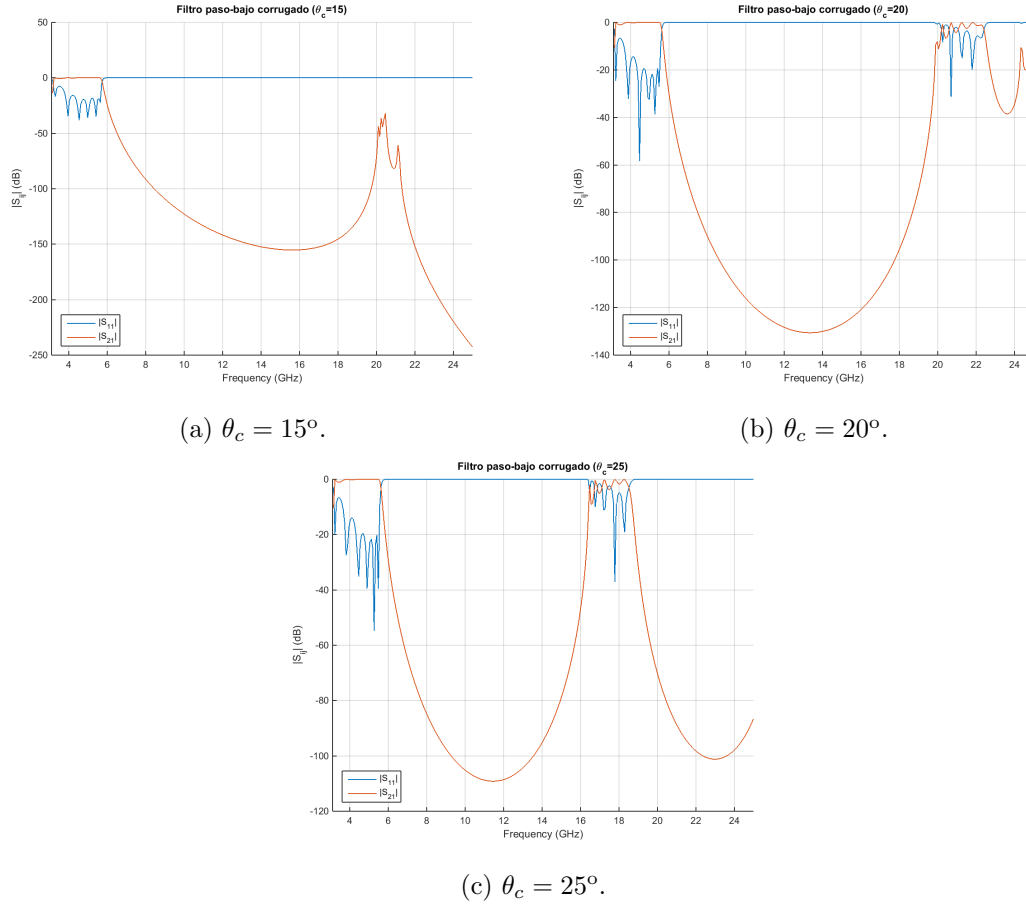 Filtro paso-bajo corrugado (θc=15)
50
0
-50
-100
-150
-200
-250
|Sij| (dB)
|S11|
|S21|
4 6 8 10 12 14 16 18 20 22 24
Frequency (GHz)
(a) θc = 15º.
Filtro paso-bajo corrugado (θc=20)
0
-20
-40
-60
-80
-100
-120
-140
|Sij| (dB)
|S11|
|S21|
4 6 8 10 12 14 16 18 20 22 24
Frequency (GHz)
(b) θc = 20º.
Filtro paso-bajo corrugado (θc=25)
0
-20
-40
-60
-80
-100
-120
|Sij| (dB)
|S11|
|S21|
4 6 8 10 12 14 16 18 20 22 24
Frequency (GHz)
(c) θc = 25º.